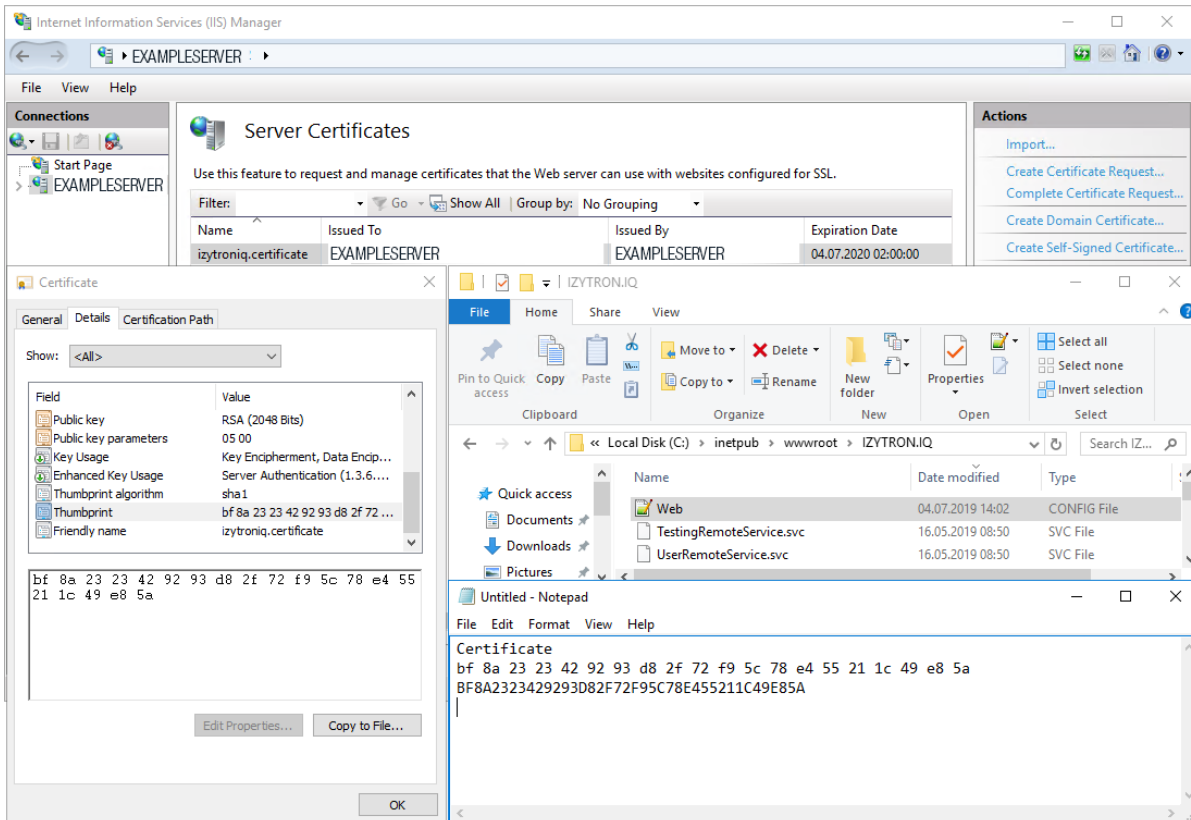 Internet Information Services (IIS) Manager
EXAMPLESERVER
File View Help
Connections
Start Page
EXAMPLESERVER
Server Certificates
Use this feature to request and manage certificates that the Web server can use with websites configured for SSL.
Filter: Go Show All Group by: No Grouping
Name Issued To Issued By Expiration Date
izytroniq.certificate EXAMPLESERVER EXAMPLESERVER 04.07.2020 02:00:00
Actions
Import...
Create Certificate Request...
Complete Certificate Request...
Create Domain Certificate...
Create Self-Signed Certificate...
Certificate
General Details Certification Path
Show: <All>
Field Value
Public key RSA (2048 Bits)
Public key parameters 05 00
Key Usage Key Encipherment, Data Encip...
Enhanced Key Usage Server Authentication (1.3.6....
Thumbprint algorithm sha1
Thumbprint bf 8a 23 23 42 92 93 d8 2f 72 ...
Friendly name izytroniq.certificate
bf 8a 23 23 42 92 93 d8 2f 72 f9 5c 78 e4 55
21 1c 49 e8 5a
Edit Properties... Copy to File...
OK
IZYTRON.IQ
File Home Share View
Pin to Quick access
Copy
Paste
Move to
Copy to
Delete
Rename
New folder
Properties
Select all
Select none
Invert selection
Clipboard Organize New Open Select
« Local Disk (C:) › inetpub › wwwroot › IZYTRON.IQ
Search IZ...
Quick access
Documents
Downloads
Pictures
Name Date modified Type
Web 04.07.2019 14:02 CONFIG File
TestingRemoteService.svc 16.05.2019 08:50 SVC File
UserRemoteService.svc 16.05.2019 08:50 SVC File
Untitled - Notepad
File Edit Format View Help
Certificate
bf 8a 23 23 42 92 93 d8 2f 72 f9 5c 78 e4 55 21 1c 49 e8 5a
BF8A2323429293D82F72F95C78E455211C49E85A